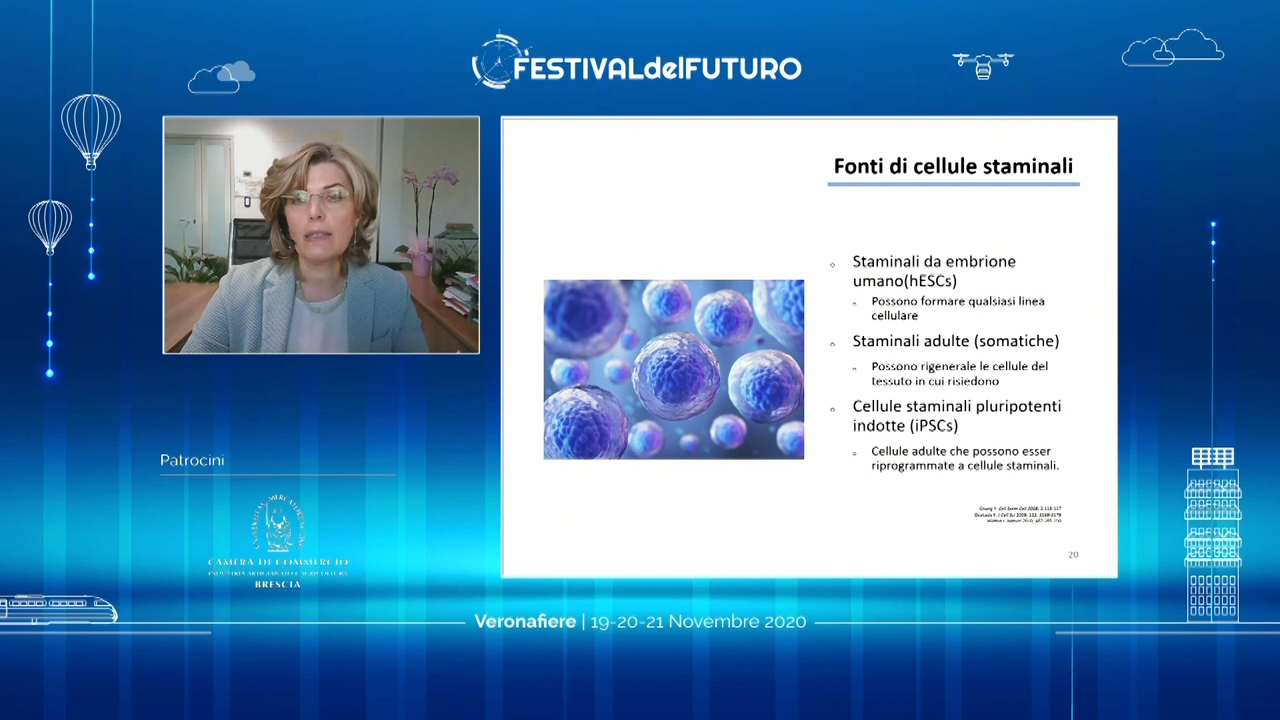 FESTIVALdelFUTURO
Fonti di cellule staminali
Staminali da embrione
umano(hESCs)
Possono formare qualsiasi linea
cellulare
Staminali adulte (somatiche)
Possono rigenerale le cellule del
tessuto in cui risiedono
Cellule staminali pluripotenti
indotte (iPSCs)
Cellule adulte che possono esser
riprogrammate a cellule staminali.
20
Patrocini
CAMERA DI COMMERCIO
BRESCIA
Veronafiere | 19-20-21 Novembre 2020